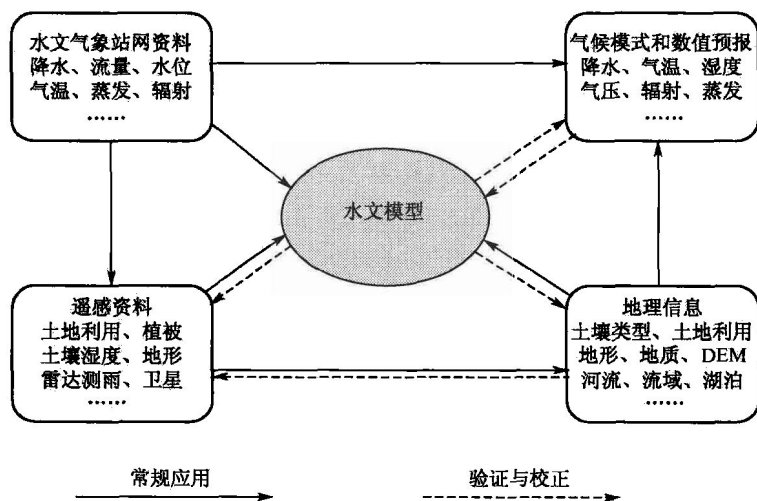 水文气象站网资料
降水、流量、水位
气温、蒸发、辐射
……
气候模式和数值预报
降水、气温、湿度
气压、辐射、蒸发
……
水文模型
遥感资料
土地利用、植被
土壤湿度、地形
雷达测雨、卫星
……
地理信息
土壤类型、土地利用
地形、地质、DEM
河流、流域、湖泊
……
常规应用
验证与校正